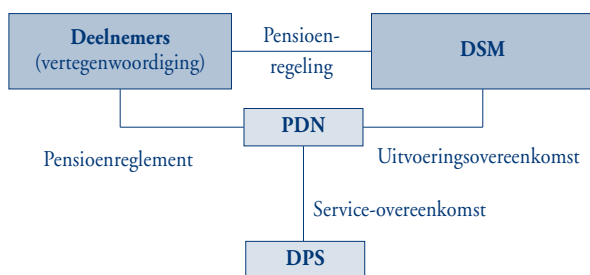 Deelnemers
(vertegenwoordiging)
Pensioen-
regeling
DSM
PDN
Pensioenreglement
Uitvoeringsovereenkomst
Service-overeenkomst
DPS